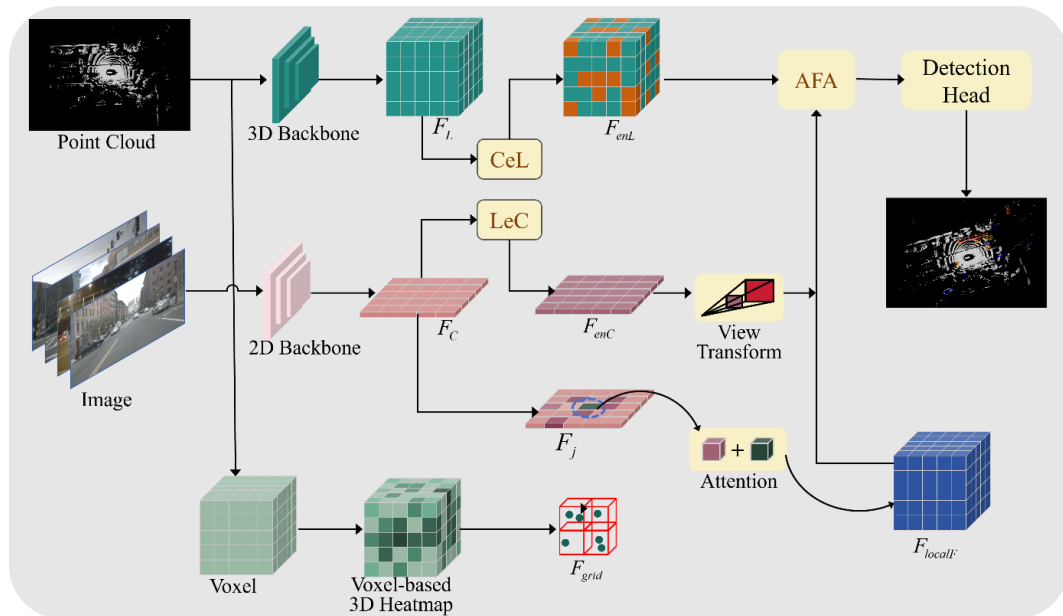 Point Cloud
3D Backbone
F_L
CeL
F_enL
AFA
Detection
Head
Image
2D Backbone
F_C
LeC
F_enC
View
Transform
F_j
+
Attention
F_localF
Voxel
Voxel-based
3D Heatmap
F_grid